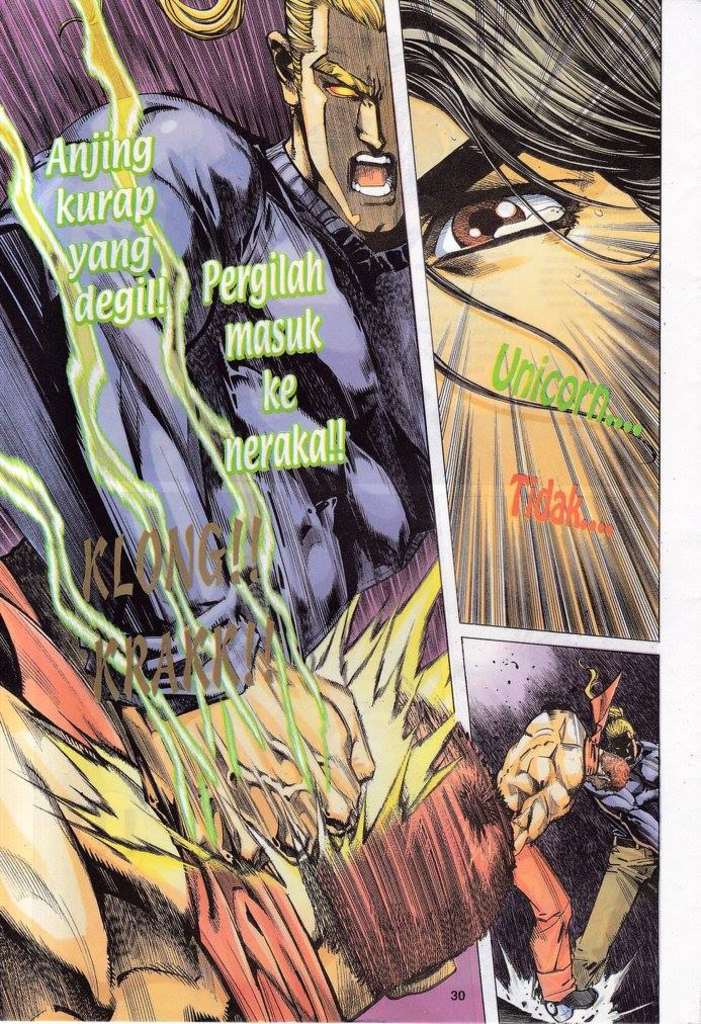 Anjing
kurap
yang
degil!
Pergilah
masuk
ke
neraka!!
KLONG!!
KRAKK!!
Unicorn....
Tidak....
30